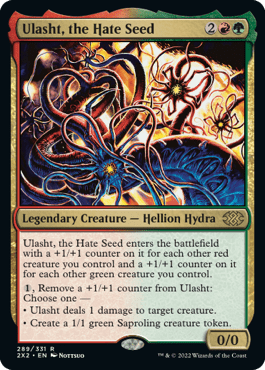 Ulasht, the Hate Seed 2
Legendary Creature — Hellion Hydra
Ulasht, the Hate Seed enters the battlefield
with a +1/+1 counter on it for each other red
creature you control and a +1/+1 counter on it
for each other green creature you control.
1, Remove a +1/+1 counter from Ulasht:
Choose one —
• Ulasht deals 1 damage to target creature.
• Create a 1/1 green Saproling creature token.
0/0
289/331 R
2X2 • EN NOTTSUO
™ & © 2022 Wizards of the Coast